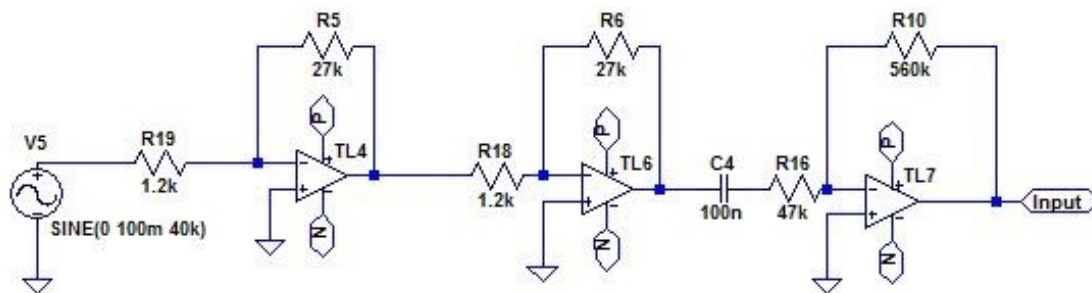 R5
27k
R6
27k
R10
560k
V5
R19
1.2k
P
TL4
N
R18
1.2k
P
TL6
N
C4
100n
R16
47k
P
TL7
N
Input
SINE(0 100m 40k)